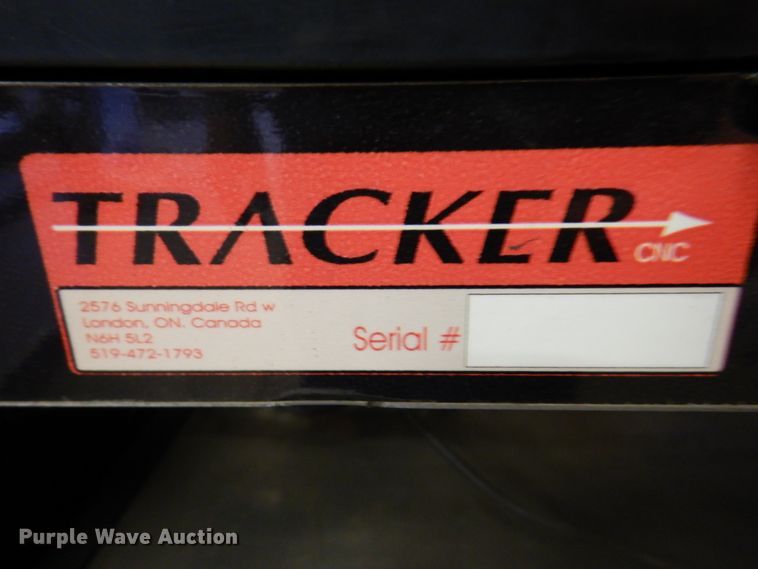 TRACKER
CNC
2576 Sunningdale Rd w
London, ON. Canada
N6H 5L2
519-472-1793
Serial #
Purple Wave Auction